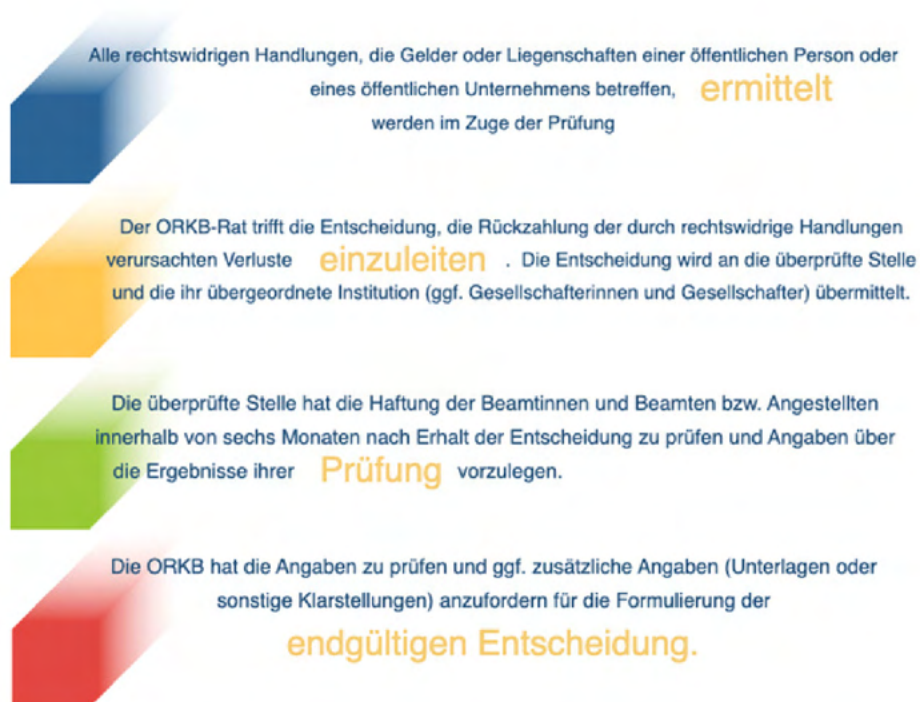 Alle rechtswidrigen Handlungen, die Gelder oder Liegenschaften einer öffentlichen Person oder
eines öffentlichen Unternehmens betreffen, ermittelt
werden im Zuge der Prüfung
Der ORKB-Rat trifft die Entscheidung, die Rückzahlung der durch rechtswidrige Handlungen
verursachten Verluste einzuleiten . Die Entscheidung wird an die überprüfte Stelle
und die ihr übergeordnete Institution (ggf. Gesellschafterinnen und Gesellschafter) übermittelt.
Die überprüfte Stelle hat die Haftung der Beamtinnen und Beamten bzw. Angestellten
innerhalb von sechs Monaten nach Erhalt der Entscheidung zu prüfen und Angaben über
die Ergebnisse ihrer Prüfung vorzulegen.
Die ORKB hat die Angaben zu prüfen und ggf. zusätzliche Angaben (Unterlagen oder
sonstige Klarstellungen) anzufordern für die Formulierung der
endgültigen Entscheidung.